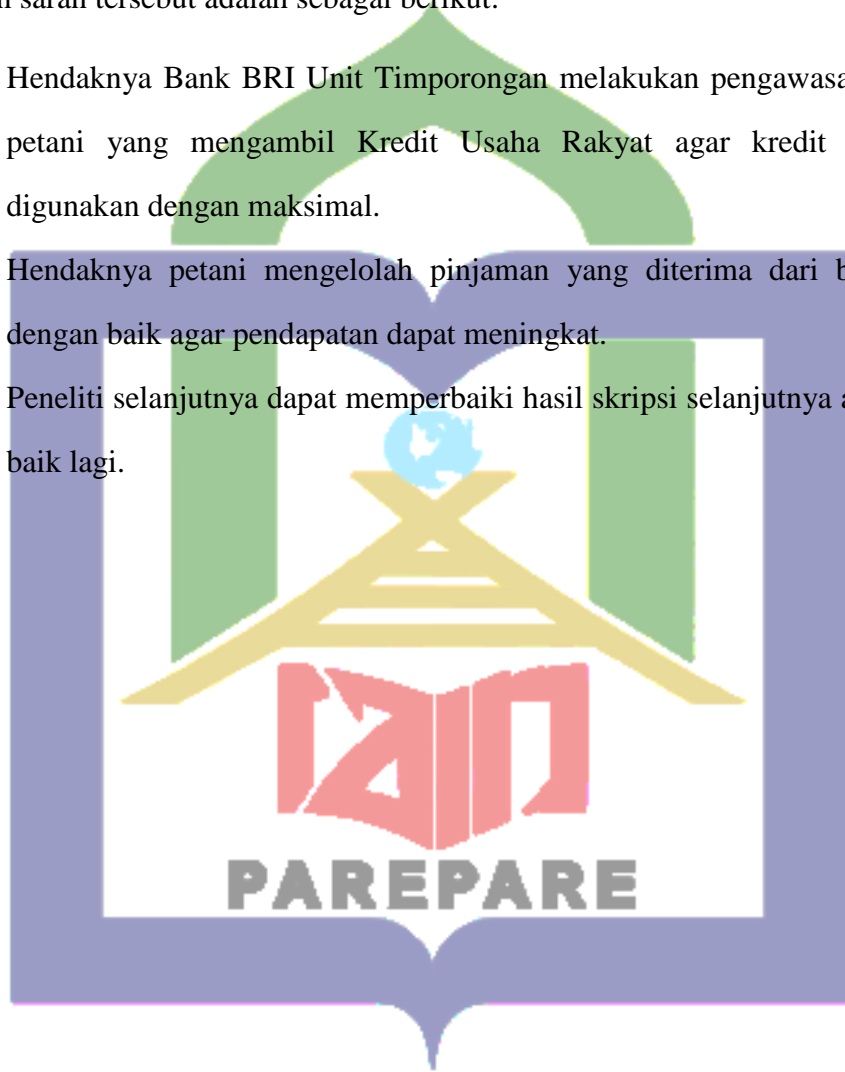 saran tersebut adalah sebagai berikut.
Hendaknya Bank BRI Unit Timporongan melakukan
petani yang mengambil Kredit Usaha Rakyat agar kredit
digunakan dengan maksimal.
Hendaknya petani mengelolah pinjaman yang diterima dari
dengan baik agar pendapatan dapat meningkat.
Peneliti selanjutnya dapat memperbaiki hasil skripsi selanjutnya
baik lagi.
iain
PAREPARE